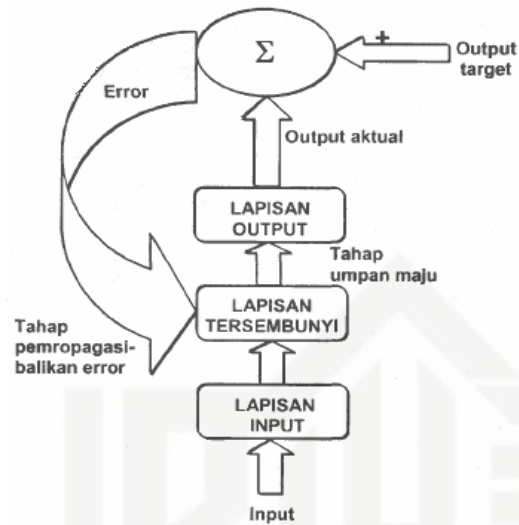 Σ
+
Output
target
Error
Output aktual
LAPISAN
OUTPUT
Tahap
umpan maju
LAPISAN
TERSEMBUNYI
Tahap
pemropagasi-
balikan error
LAPISAN
INPUT
Input